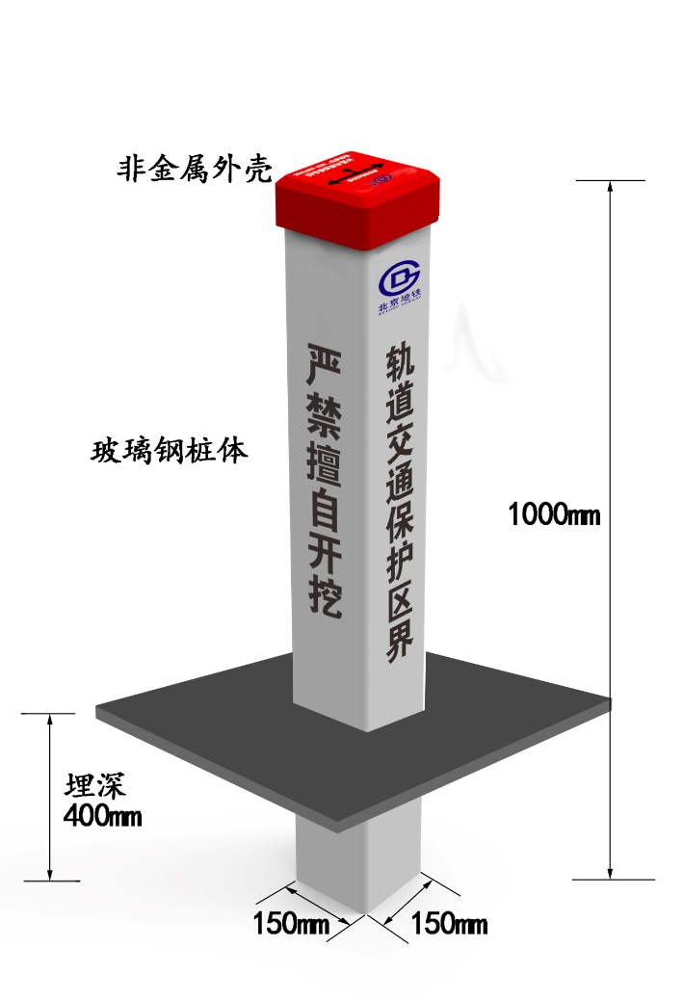 非金属外壳
北京地铁
严禁擅自开挖
轨道交通保护区界
玻璃钢桩体
1000mm
埋深
400mm
150mm
150mm